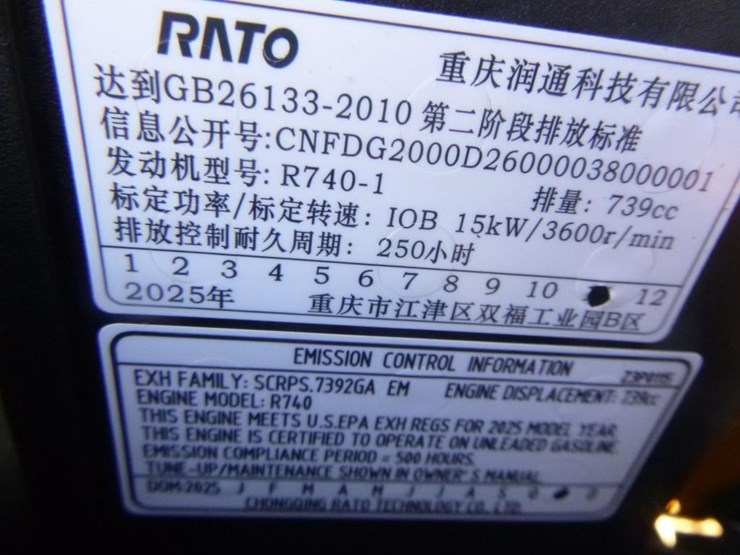 RATO
重庆润通科技有限公司
达到GB26133-2010 第二阶段排放标准
信息公开号:CNFDG2000D26000038000001
发动机型号: R740-1 排量: 739cc
标定功率/标定转速: IOB 15kW/3600r/min
排放控制耐久周期: 250小时
1 2 3 4 5 6 7 8 9 10 12
2025年 重庆市江津区双福工业园B区
EMISSION CONTROL INFORMATION
EXH FAMILY: SCRPS.7392GA EM ENGINE DISPLACEMENT: 739cc
ENGINE MODEL: R740
THIS ENGINE MEETS U.S.EPA EXH REGS FOR 2025 MODEL YEAR
THIS ENGINE IS CERTIFIED TO OPERATE ON UNLEADED GASOLINE.
EMISSION COMPLIANCE PERIOD = 500 HOURS.
TUNE-UP/MAINTENANCE SHOWN IN OWNER'S MANUAL
DOM:2025 J F M A M J J A S O D
CHONGQING RATO TECHNOLOGY CO. LTD.